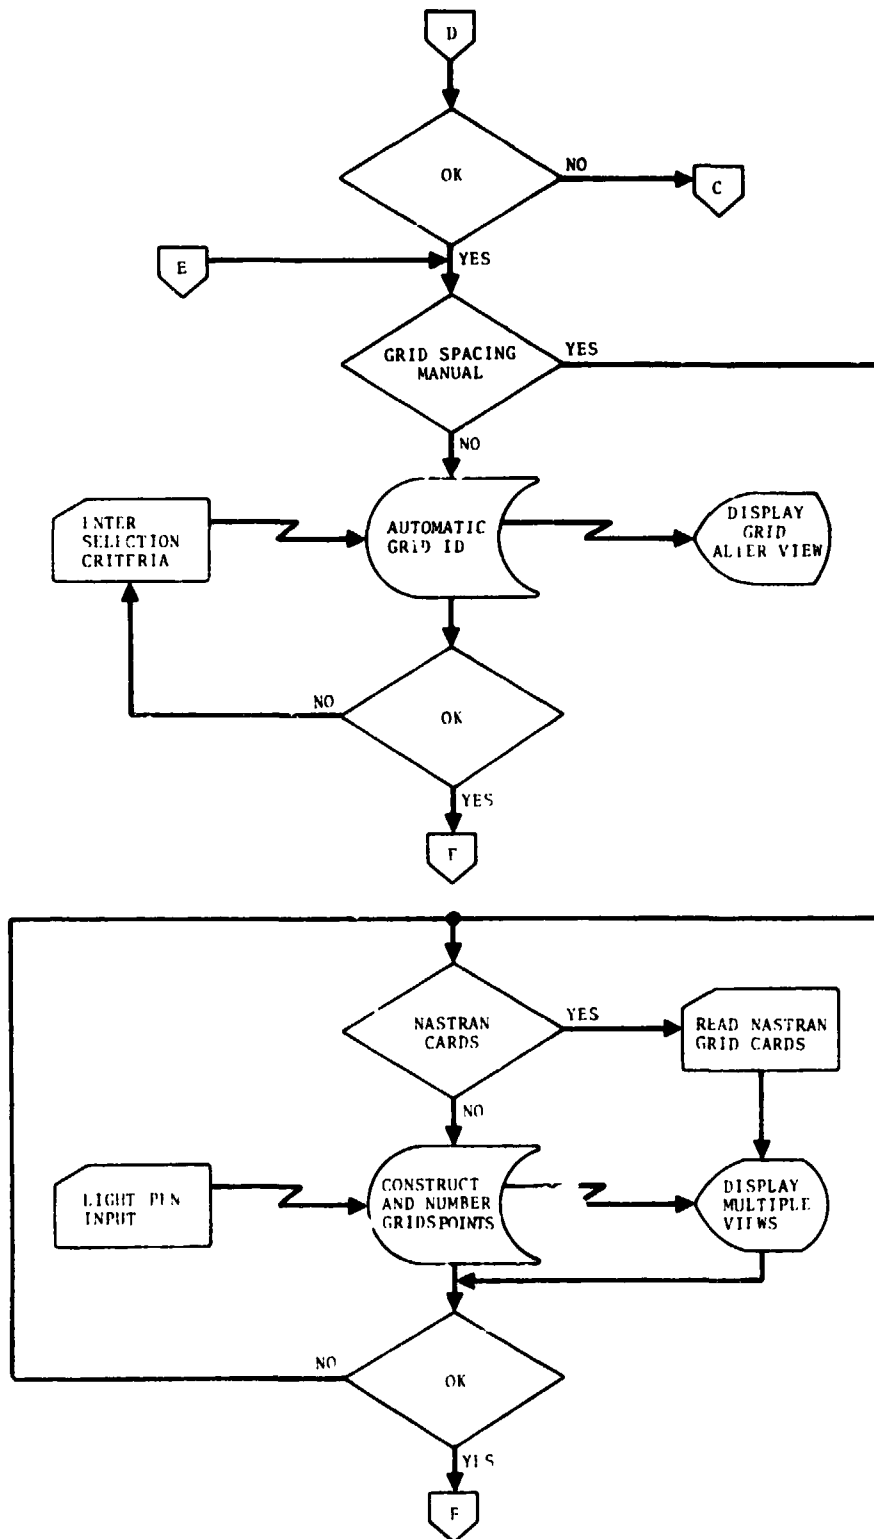 D
OK
NO
C
E
YES
GRID SPACING
MANUAL
YES
NO
ENTER
SELECTION
CRITERIA
AUTOMATIC
GRID ID
DISPLAY
GRID
ALTER VIEW
NO
OK
YES
F
NASTRAN
CARDS
YES
READ NASTRAN
GRID CARDS
NO
LIGHT PEN
INPUT
CONSTRUCT
AND NUMBER
GRIDSPOINTS
DISPLAY
MULTIPLE
VIEWS
NO
OK
YES
F